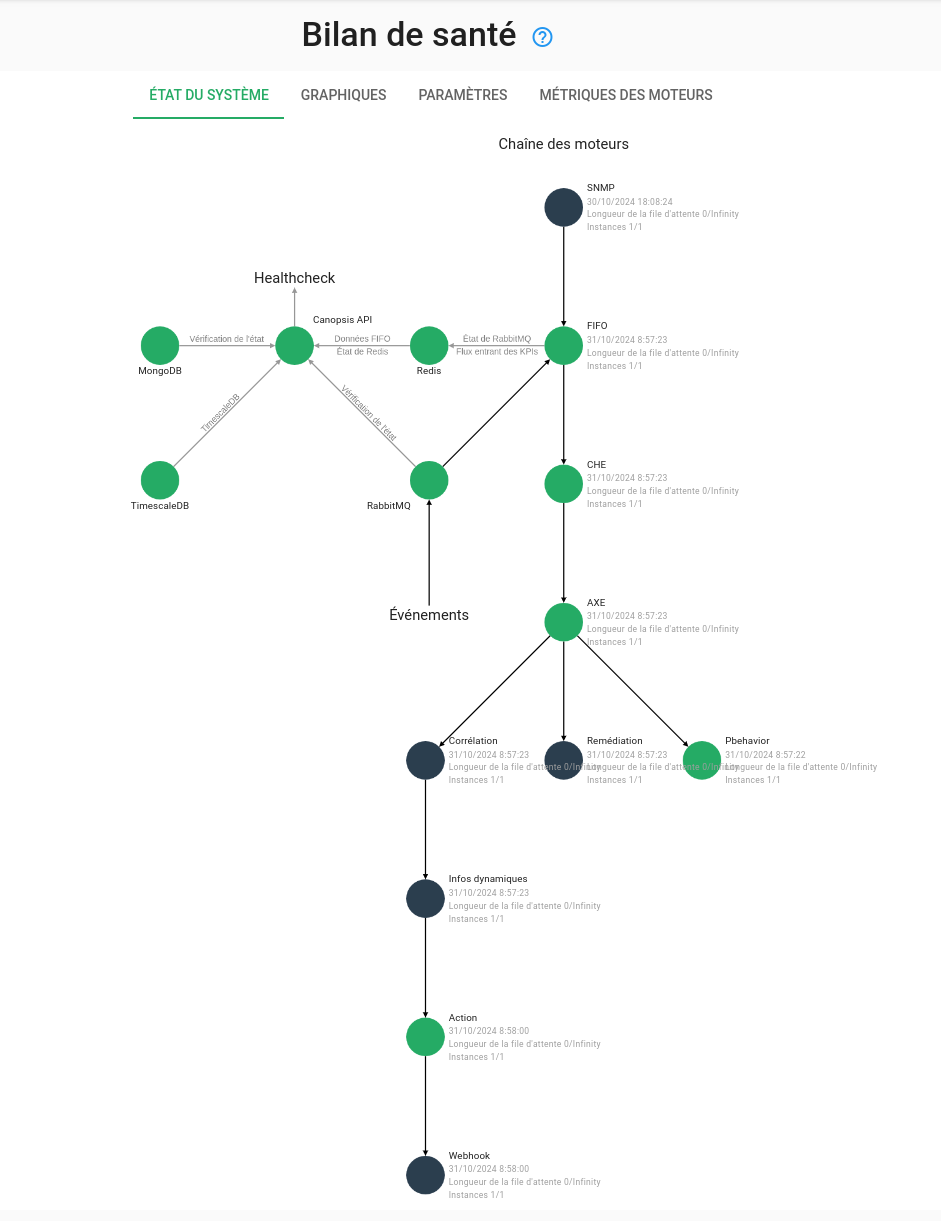 Bilan de santé
ÉTAT DU SYSTÈME GRAPHIQUES PARAMÈTRES MÉTRIQUES DES MOTEURS
Chaîne des moteurs
SNMP
30/10/2024 18:08:24
Longueur de la file d'attente 0/Infinity
Instances 1/1
Healthcheck
Canopsis API
FIFO
31/10/2024 8:57:23
Longueur de la file d'attente 0/Infinity
Instances 1/1
Vérification de l'état
Données FIFO
État de Redis
État de RabbitMQ
Flux entrant des KPIs
MongoDB
Redis
TimescaleDB
Vérification de l'état
CHE
31/10/2024 8:57:23
Longueur de la file d'attente 0/Infinity
Instances 1/1
TimescaleDB
RabbitMQ
Événements
AXE
31/10/2024 8:57:23
Longueur de la file d'attente 0/Infinity
Instances 1/1
Corrélation
31/10/2024 8:57:23
Longueur de la file d'attente 0/Infinity
Instances 1/1
Remédiation
31/10/2024 8:57:23
Longueur de la file d'attente 0/Infinity
Instances 1/1
Pbehavior
31/10/2024 8:57:22
Longueur de la file d'attente 0/Infinity
Instances 1/1
Infos dynamiques
31/10/2024 8:57:23
Longueur de la file d'attente 0/Infinity
Instances 1/1
Action
31/10/2024 8:58:00
Longueur de la file d'attente 0/Infinity
Instances 1/1
Webhook
31/10/2024 8:58:00
Longueur de la file d'attente 0/Infinity
Instances 1/1